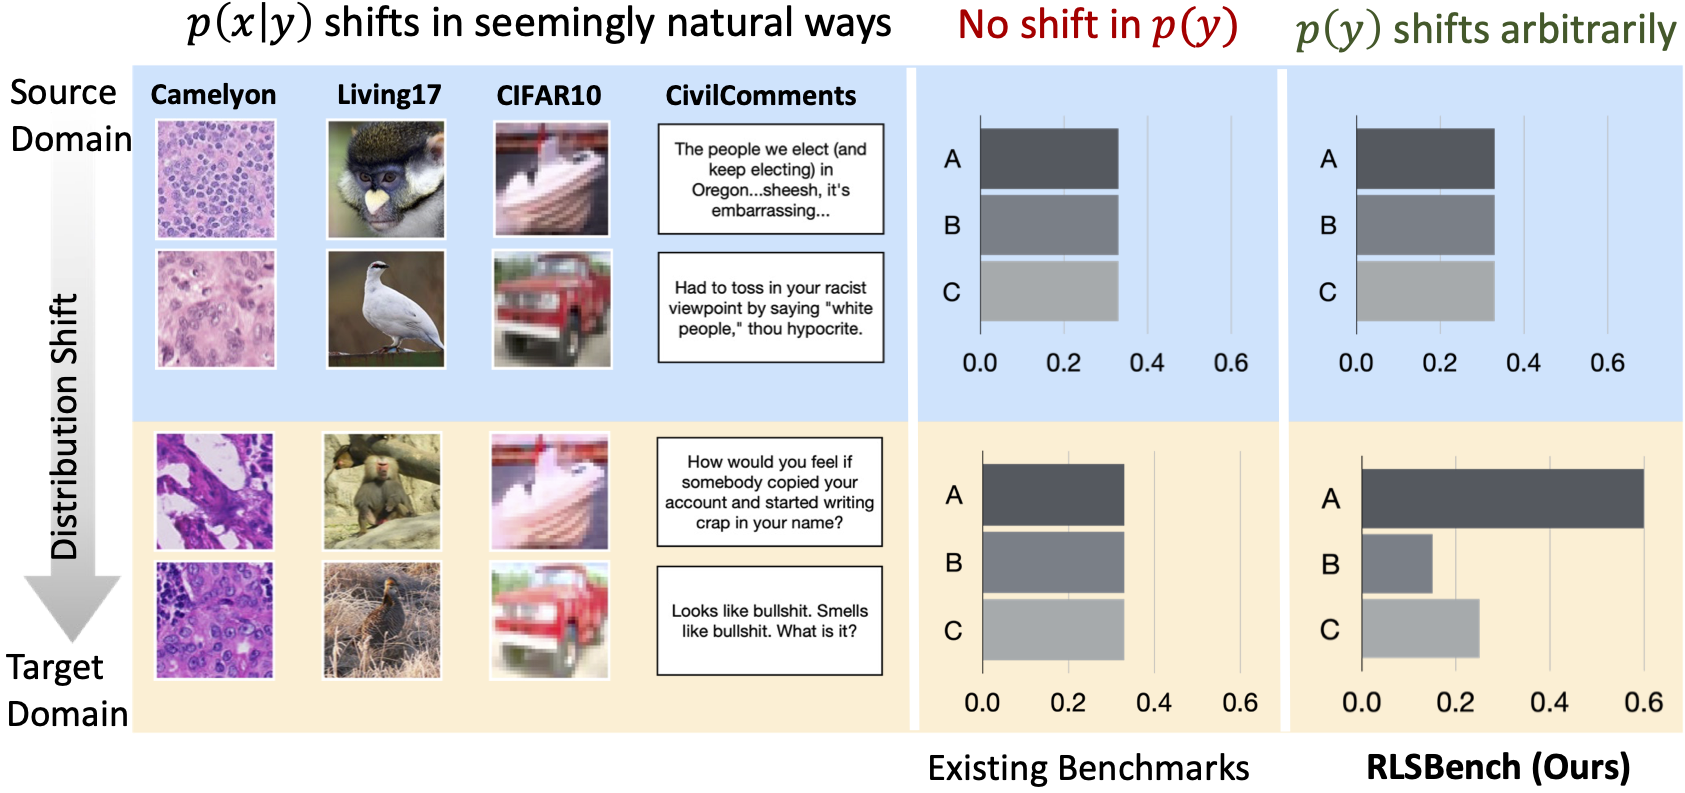 p(x|y) shifts in seemingly natural ways
No shift in p(y)
p(y) shifts arbitrarily
Source
Domain
Distribution Shift
Target
Domain
Camelyon
Living17
CIFAR10
CivilComments
The people we elect (and
keep electing) in
Oregon...sheesh, it's
embarrassing...
Had to toss in your racist
viewpoint by saying "white
people," thou hypocrite.
How would you feel if
somebody copied your
account and started writing
crap in your name?
Looks like bullshit. Smells
like bullshit. What is it?
A
B
C
0.0 0.2 0.4 0.6
A
B
C
0.0 0.2 0.4 0.6
A
B
C
0.0 0.2 0.4 0.6
A
B
C
0.0 0.2 0.4 0.6
Existing Benchmarks
RLSBench (Ours)